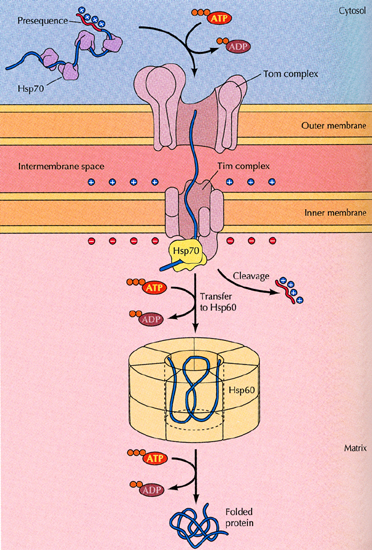 Cytosol
Presequence
ATP
ADP
Hsp70
Tom complex
Outer membrane
Intermembrane space
Tim complex
+ + + + + + +
Inner membrane
− − − − − − −
Hsp70
Cleavage
ATP
Transfer
to Hsp60
ADP
Hsp60
Matrix
ATP
ADP
Folded
protein